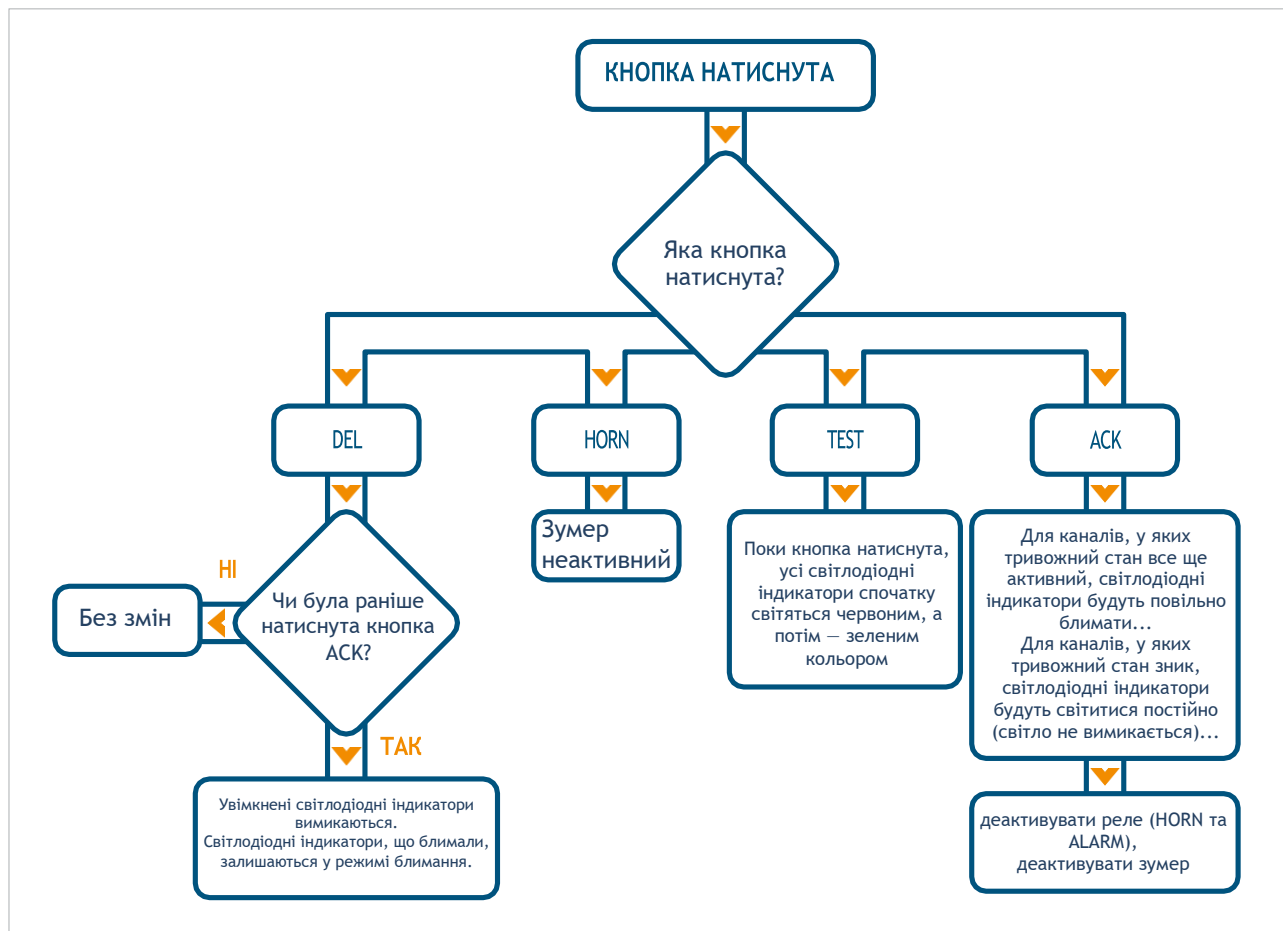 КНОПКА НАТИСНУТА
Яка кнопка
натиснута?
DEL
HORN
TEST
ACK
Зумер
неактивний
Поки кнопка натиснута,
усі світлодіодні
індикатори спочатку
світяться червоним, а
потім — зеленим
кольором
Для каналів, у яких
тривожний стан все ще
активний, світлодіодні
індикатори будуть повільно
блимати...
Для каналів, у яких
тривожний стан зник,
світлодіодні індикатори
будуть світитися постійно
(світло не вимикається)...
НІ
Без змін
Чи була раніше
натиснута кнопка
ACK?
ТАК
Увімкнені світлодіодні індикатори
вимикаються.
Світлодіодні індикатори, що блимали,
залишаються у режимі блимання.
деактивувати реле (HORN та
ALARM),
деактивувати зумер